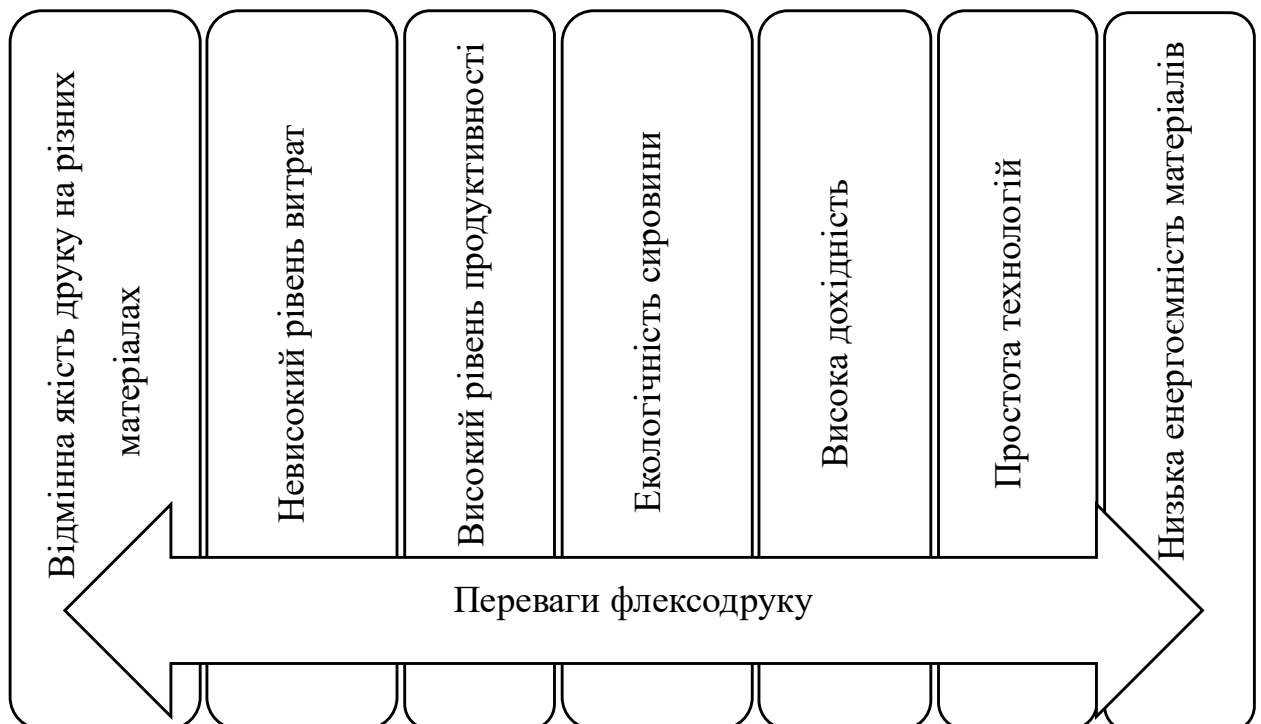 Відмінна якість друку на різних
матеріалах
Невисокий рівень витрат
Високий рівень продуктивності
Екологічність сировини
Висока дохідність
Простота технологій
Низька енергоємність матеріалів
Переваги флексодруку